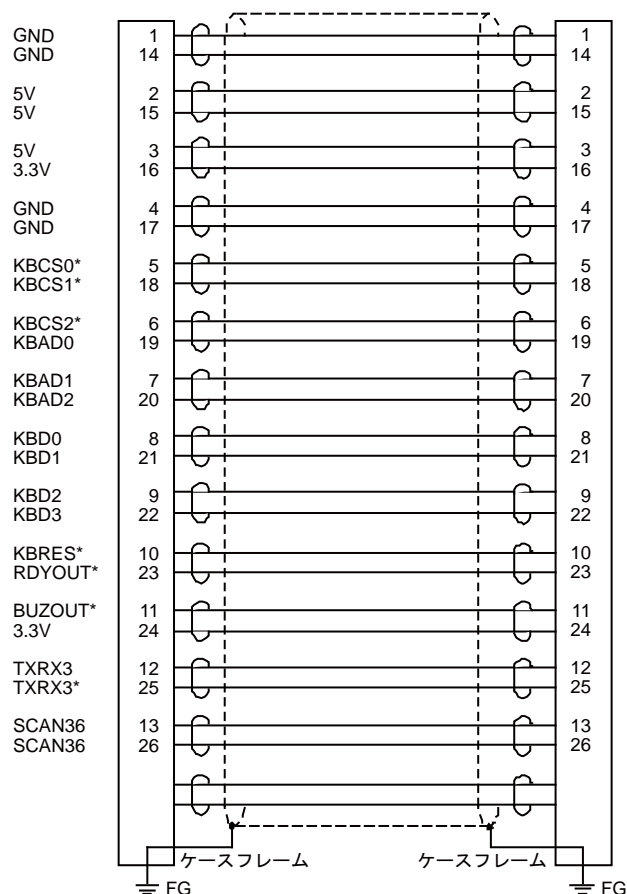 GND 1 1
GND 14 14
5V 2 2
5V 15 15
5V 3 3
3.3V 16 16
GND 4 4
GND 17 17
KBCS0* 5 5
KBCS1* 18 18
KBCS2* 6 6
KBAD0 19 19
KBAD1 7 7
KBAD2 20 20
KBD0 8 8
KBD1 21 21
KBD2 9 9
KBD3 22 22
KBRES* 10 10
RDYOUT* 23 23
BUZOUT* 11 11
3.3V 24 24
TXRX3 12 12
TXRX3* 25 25
SCAN36 13 13
SCAN36 26 26
ケースフレーム ケースフレーム
FG FG